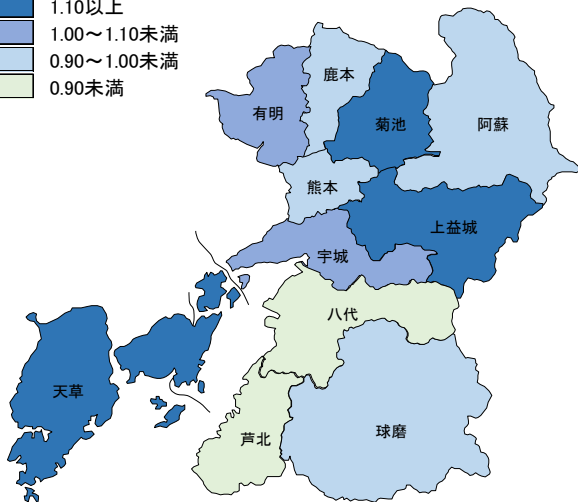 1.10以上
1.00～1.10未満
0.90～1.00未満
0.90未満
鹿本
有明
菊池
阿蘇
熊本
上益城
宇城
八代
天草
芦北
球磨